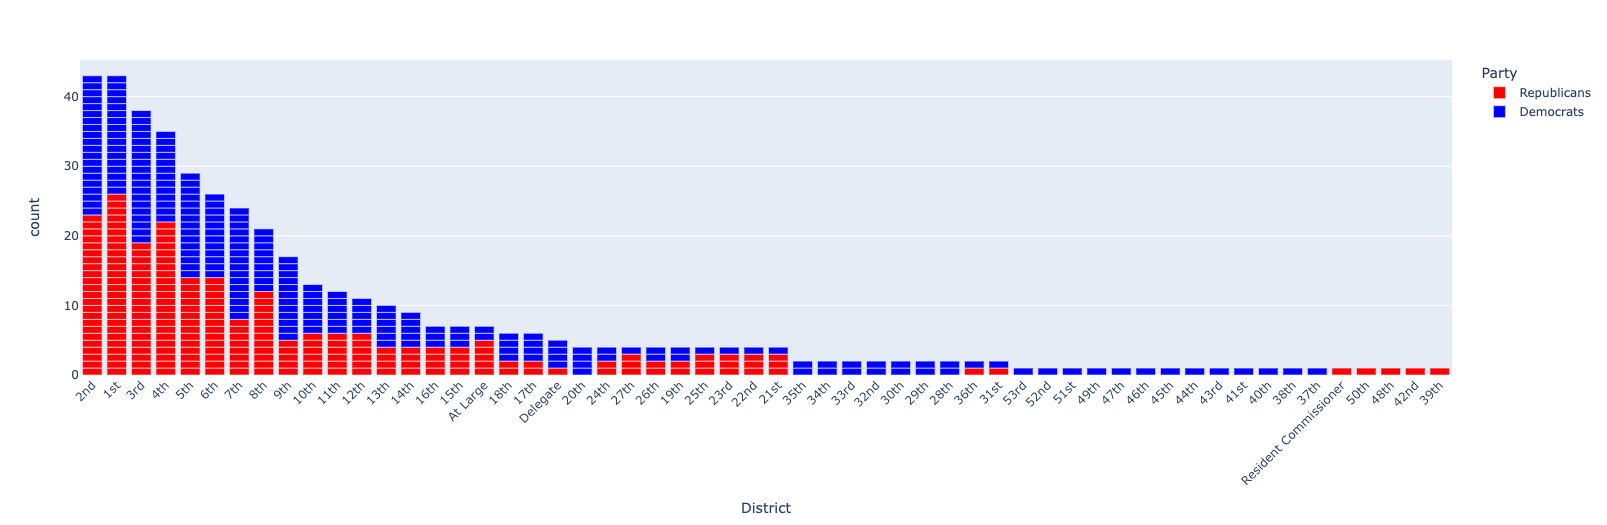 Party
Republicans
Democrats
count
40
30
20
10
0
2nd
1st
3rd
4th
5th
6th
7th
8th
9th
10th
11th
12th
13th
14th
16th
15th
At Large
18th
17th
Delegate
20th
24th
27th
26th
19th
25th
23rd
22nd
21st
35th
34th
33rd
32nd
30th
29th
28th
36th
31st
53rd
52nd
51st
49th
47th
46th
45th
44th
43rd
41st
40th
38th
37th
Resident Commissioner
50th
48th
42nd
39th
District